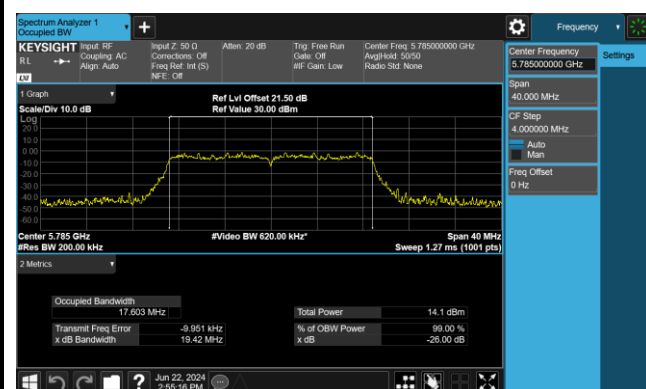 Spectrum Analyzer 1
Occupied BW
+
Frequency
KEYSIGHT
RL
Input: RF
Coupling: AC
Align: Auto
Input Z: 50 Ω
Corrections: Off
Freq Ref: Int (S)
NFE: Off
Atten: 20 dB
Trig: Free Run
Gate: Off
#IF Gain: Low
Center Freq: 5.785000000 GHz
Avg|Hold: 50/50
Radio Std: None
LXI
Center Frequency
5.785000000 GHz
Settings
Span
40.000 MHz
CF Step
4.000000 MHz
Auto
Man
Freq Offset
0 Hz
1 Graph
Scale/Div 10.0 dB
Ref Lvl Offset 21.50 dB
Ref Value 30.00 dBm
Log
20.0
10.0
0.00
-10.0
-20.0
-30.0
-40.0
-50.0
-60.0
Center 5.785 GHz
#Res BW 200.00 kHz
#Video BW 620.00 kHz*
Span 40 MHz
Sweep 1.27 ms (1001 pts)
2 Metrics
Occupied Bandwidth
17.603 MHz
Total Power 14.1 dBm
Transmit Freq Error -9.951 kHz
% of OBW Power 99.00 %
x dB Bandwidth 19.42 MHz
x dB -26.00 dB
?
Jun 22, 2024
2:55:16 PM